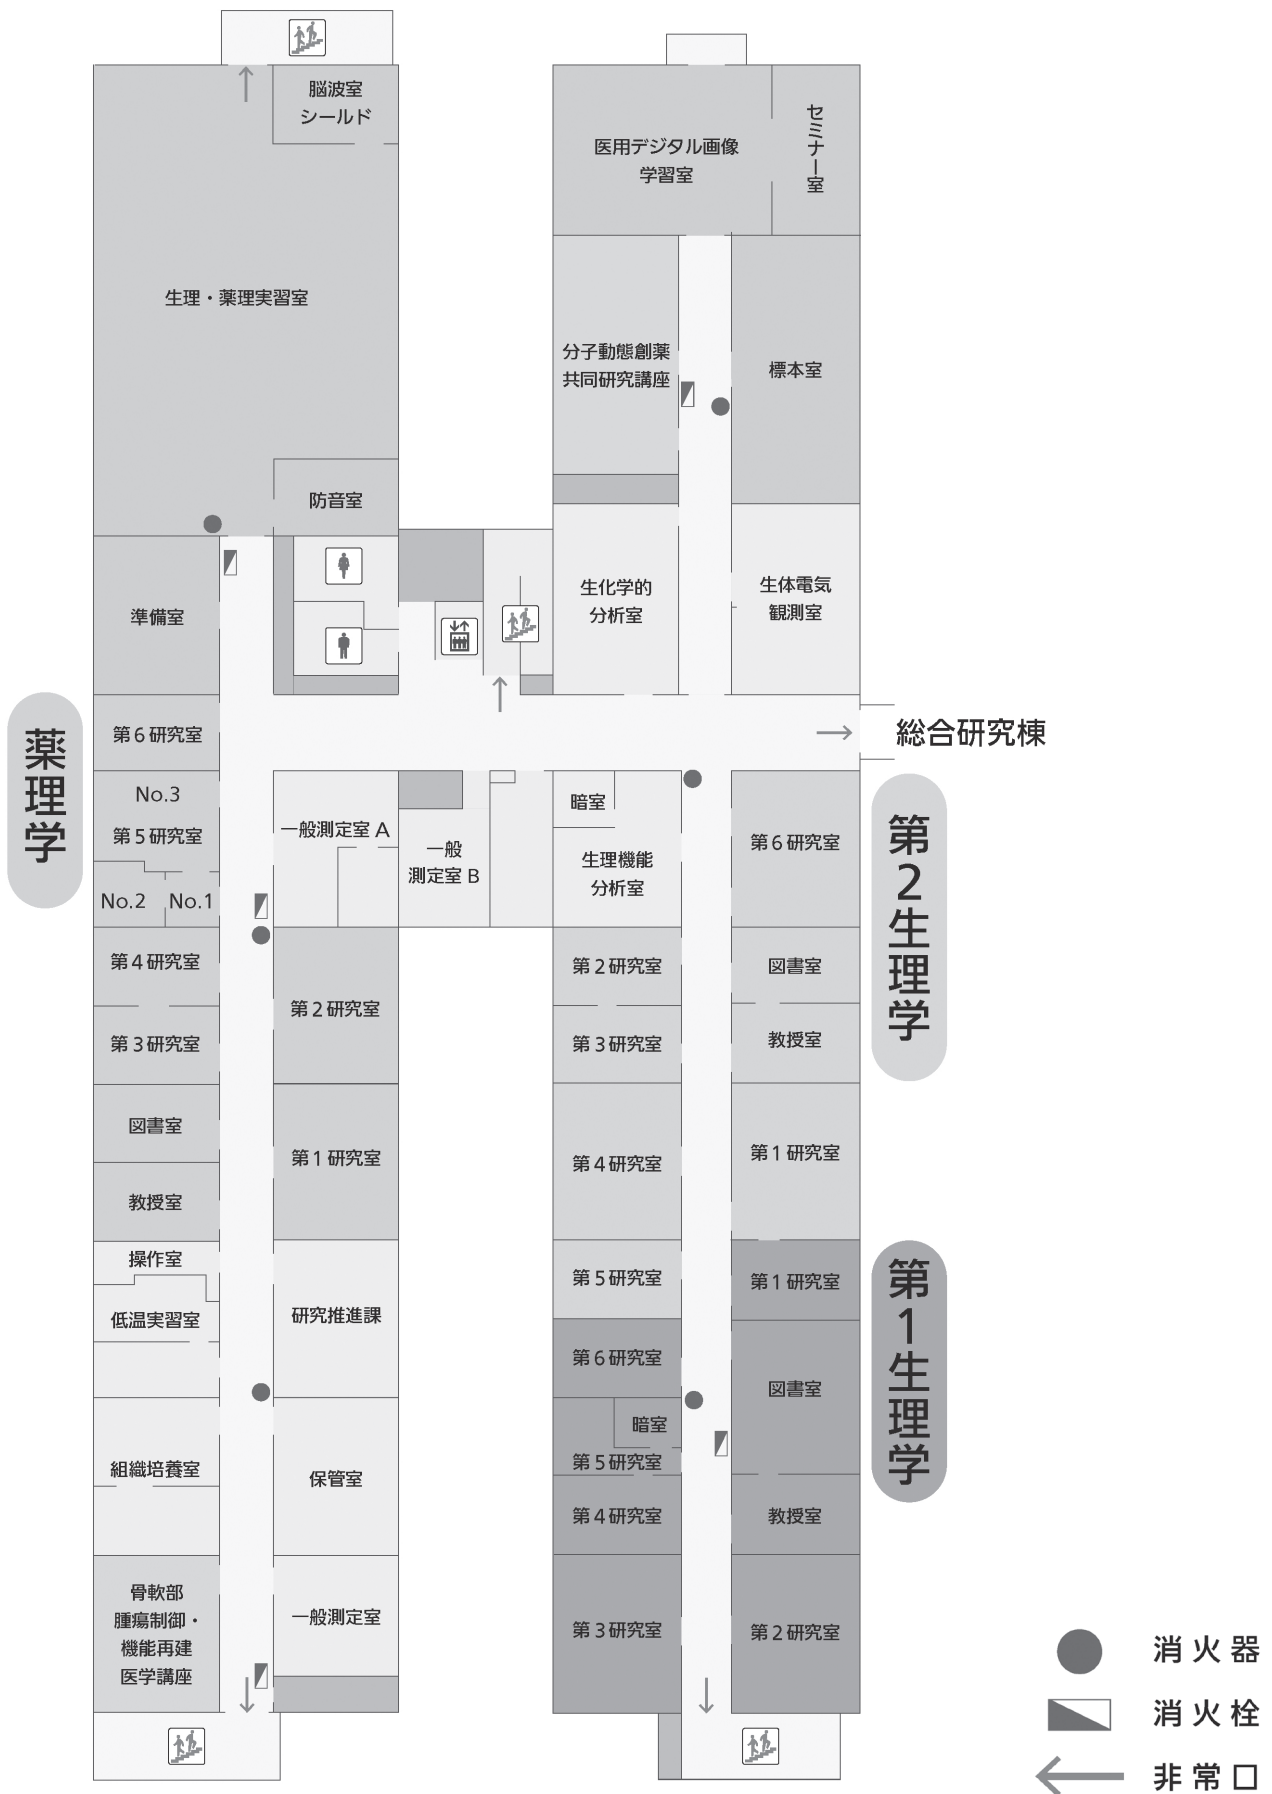 脳波室
シールド
生理・薬理実習室
防音室
準備室
第6研究室
No.3
第5研究室
No.2
No.1
第4研究室
第3研究室
図書室
教授室
操作室
低温実習室
組織培養室
骨軟部
腫瘍制御・
機能再建
医学講座
一般測定室 A
一般
測定室 B
第2研究室
第1研究室
研究推進課
保管室
一般測定室
薬理学
医用デジタル画像
学習室
セミナー室
分子動態創薬
共同研究講座
標本室
生化学的
分析室
生体電気
観測室
総合研究棟
暗室
生理機能
分析室
第6研究室
第2研究室
図書室
第3研究室
教授室
第4研究室
第1研究室
第5研究室
第2生理学
第1研究室
第6研究室
図書室
暗室
第5研究室
第4研究室
教授室
第3研究室
第2研究室
第1生理学
消火器
消火栓
非常口